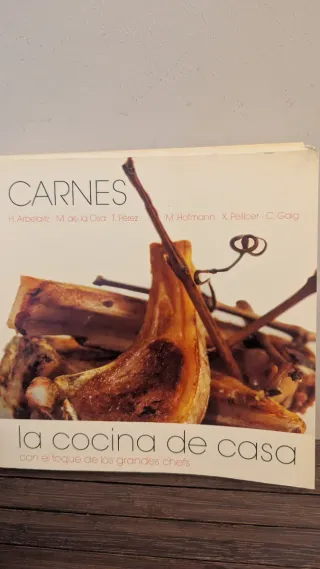 CARNES
H. Arbelaitz · M. de la Osa · T. Pérez M. Hofmann · X. Pellicer · C. Gaig
la cocina de casa
con el toque de los grandes chefs